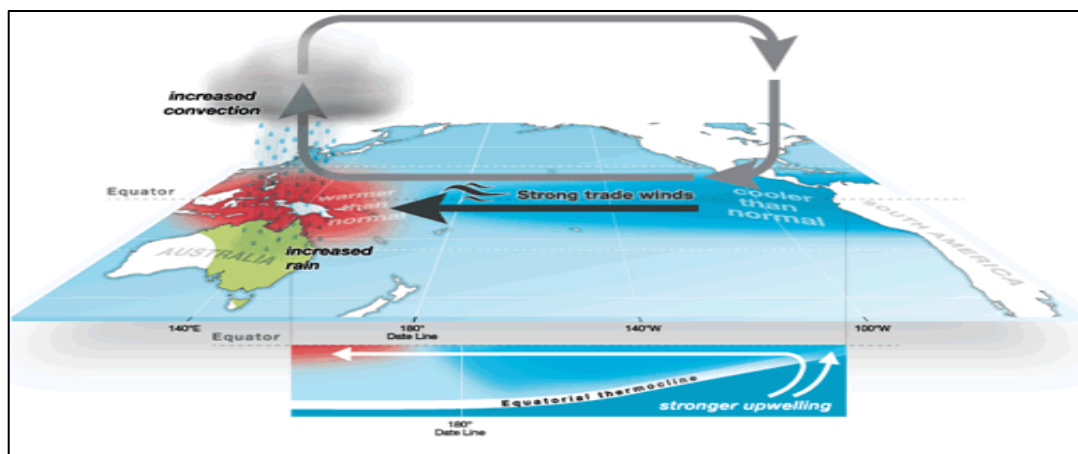 increased
convection
Equator
warmer
than
normal
Strong trade winds
cooler
than
normal
AUSTRALIA
increased
rain
SOUTH AMERICA
140°E
180°
Date Line
140°W
100°W
Equator
Equatorial thermocline
stronger upwelling
180°
Date Line